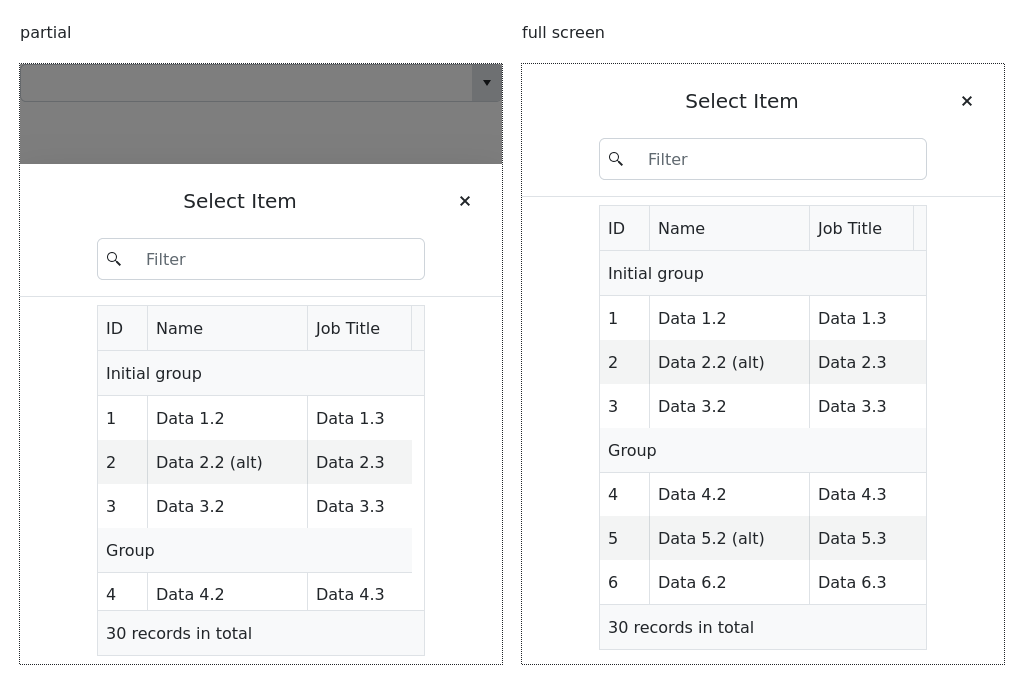 partial
Select Item ×
Filter
ID Name Job Title
Initial group
1 Data 1.2 Data 1.3
2 Data 2.2 (alt) Data 2.3
3 Data 3.2 Data 3.3
Group
4 Data 4.2 Data 4.3
30 records in total
full screen
Select Item ×
Filter
ID Name Job Title
Initial group
1 Data 1.2 Data 1.3
2 Data 2.2 (alt) Data 2.3
3 Data 3.2 Data 3.3
Group
4 Data 4.2 Data 4.3
5 Data 5.2 (alt) Data 5.3
6 Data 6.2 Data 6.3
30 records in total